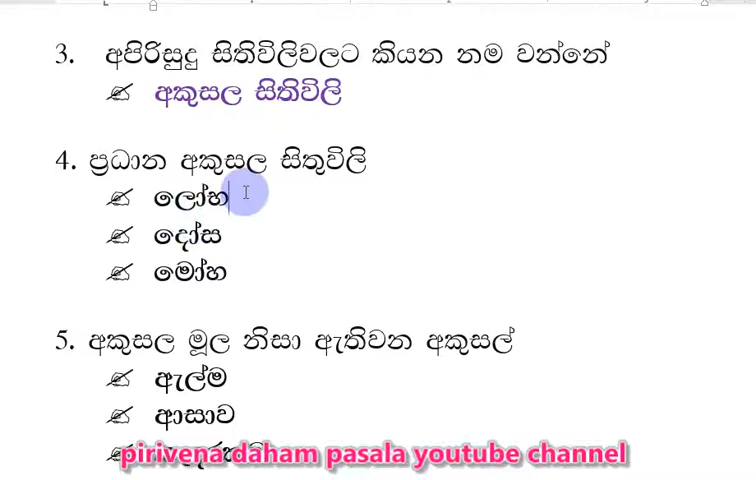 3. අපිරිසුදු සිතිවිලිවලට කියන නම වන්නේ
අකුසල සිතිවිලි
4. ප්‍රධාන අකුසල සිතුවිලි
ලෝභ
දෝස
මෝහ
5. අකුසල මූල නිසා ඇතිවන අකුසල්
ඇල්ම
ආසාව
pirivena daham pasala youtube channel